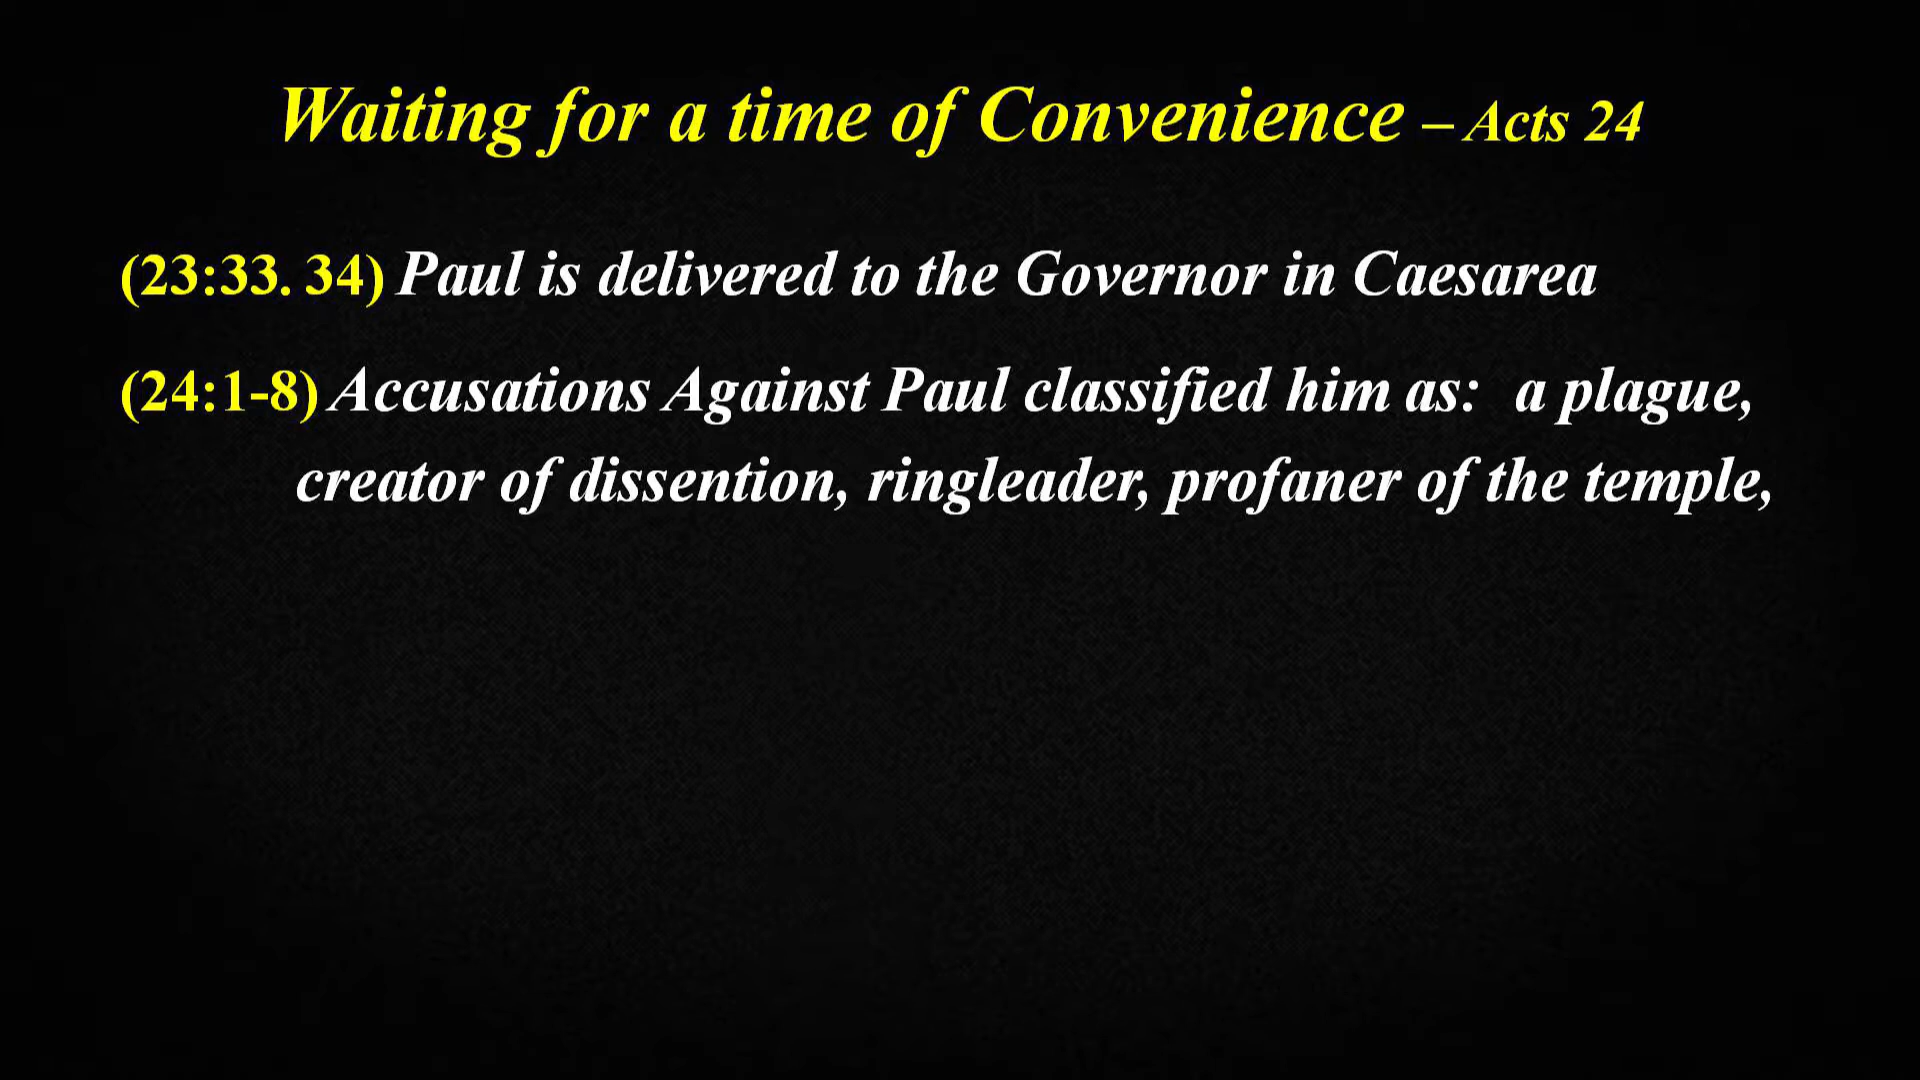 Waiting for a time of Convenience – Acts 24
(23:33. 34) Paul is delivered to the Governor in Caesarea
(24:1-8) Accusations Against Paul classified him as:  a plague,
creator of dissention, ringleader, profaner of the temple,